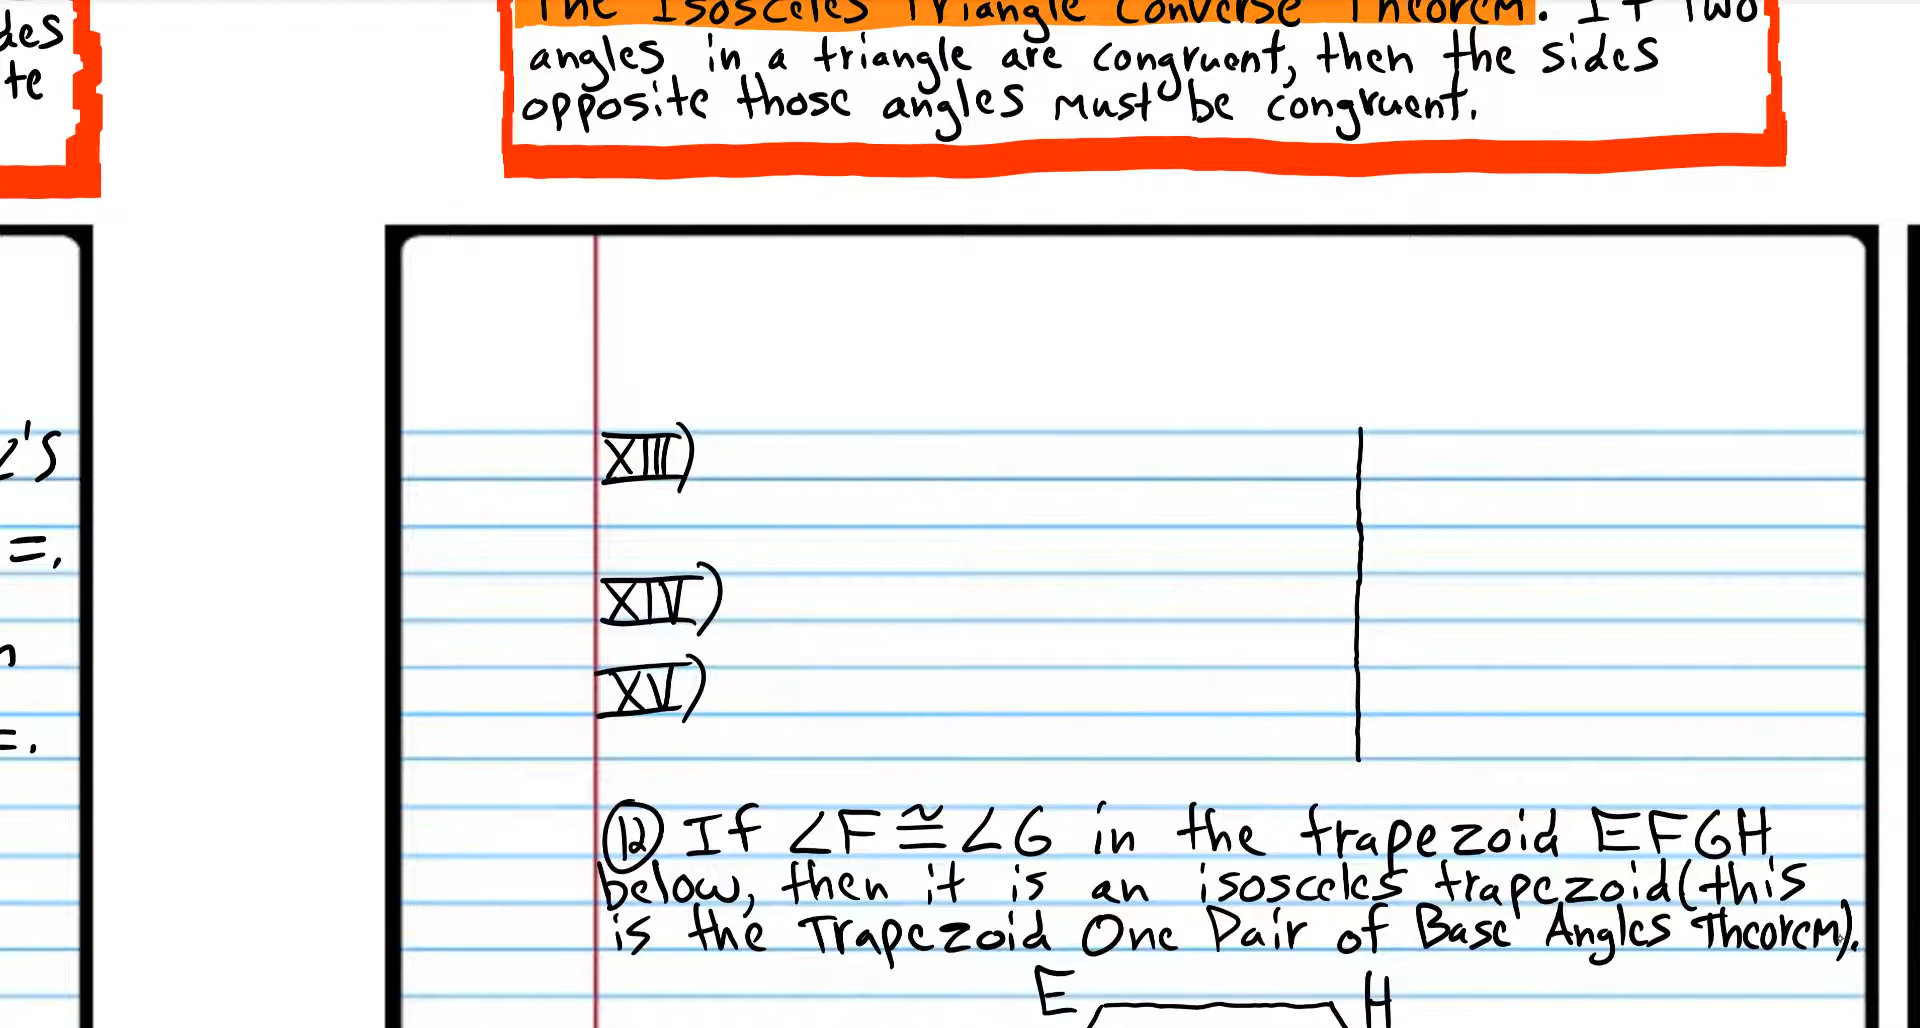 des
te
The Isosceles Triangle Converse Theorem. If Two
angles in a triangle are congruent, then the sides
opposite those angles must be congruent.
's
=.
=.
XIII)
XIV)
XV)
12 If ∠F ≅ ∠G in the trapezoid EFGH
below, then it is an isosceles trapezoid (this
is the Trapezoid One Pair of Base Angles Theorem).
E H